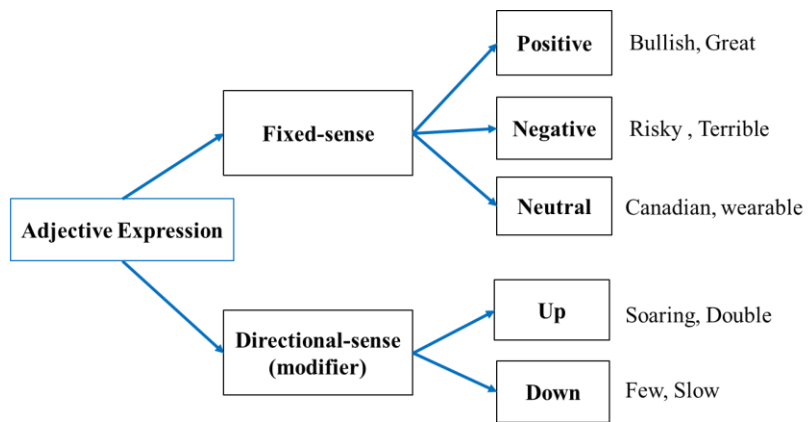 Positive
Bullish, Great
Fixed-sense
Negative
Risky , Terrible
Neutral
Canadian, wearable
Adjective Expression
Up
Soaring, Double
Directional-sense
(modifier)
Down
Few, Slow